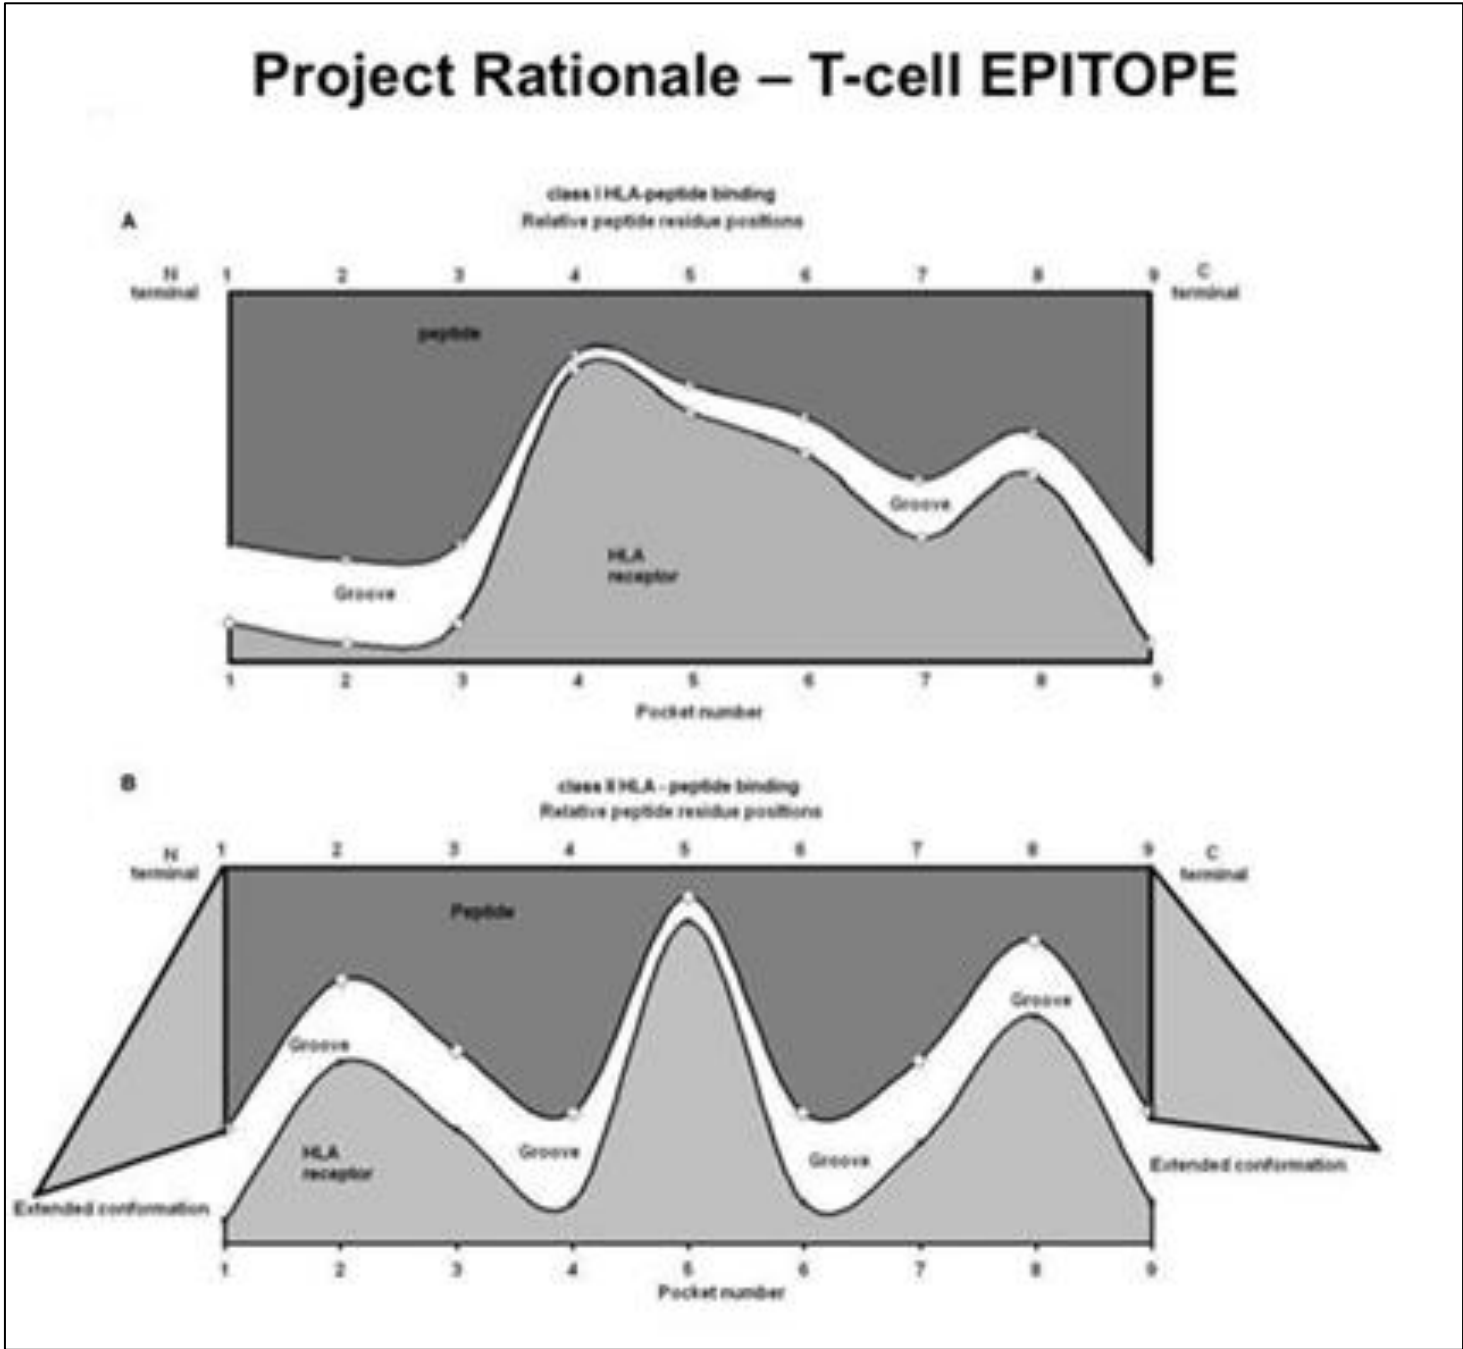 Project Rationale – T-cell EPITOPE
class I HLA-peptide binding
A
Relative peptide residue positions
N
terminal
1 2 3 4 5 6 7 8 9
C
terminal
peptide
Groove
HLA
receptor
Groove
1 2 3 4 5 6 7 8 9
Pocket number
B
class II HLA - peptide binding
Relative peptide residue positions
N
terminal
1 2 3 4 5 6 7 8 9
C
terminal
Peptide
Groove
Groove
HLA
receptor
Groove
Groove
Extended conformation
Extended conformation
1 2 3 4 5 6 7 8 9
Pocket number